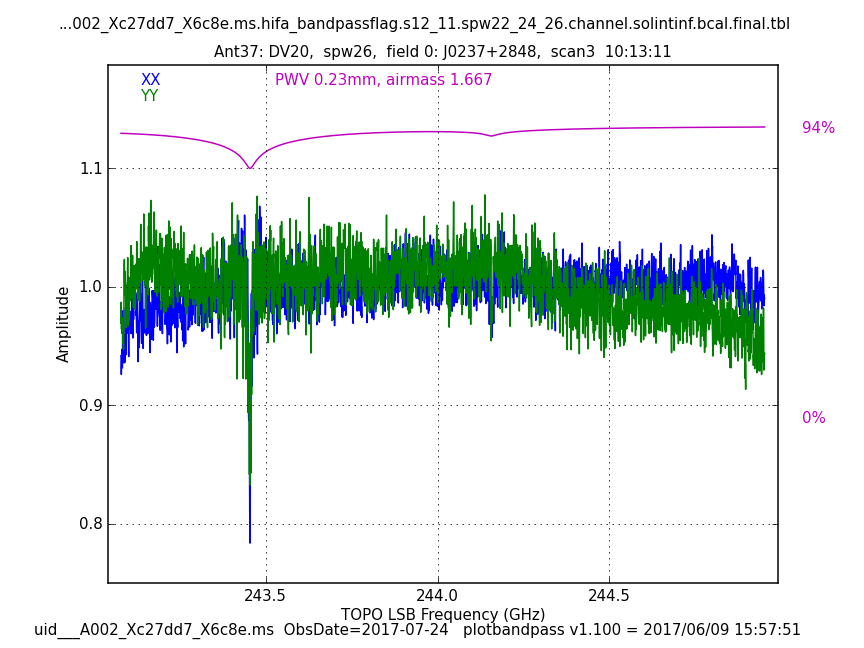 ...002_Xc27dd7_X6c8e.ms.hifa_bandpassflag.s12_11.spw22_24_26.channel.solintinf.bcal.final.tbl
Ant37: DV20, spw26, field 0: J0237+2848, scan3 10:13:11
XX
PWV 0.23mm, airmass 1.667
YY
94%
1.1
1.0
0.9
0.8
0%
Amplitude
243.5
244.0
244.5
TOPO LSB Frequency (GHz)
uid___A002_Xc27dd7_X6c8e.ms ObsDate=2017-07-24 plotbandpass v1.100 = 2017/06/09 15:57:51